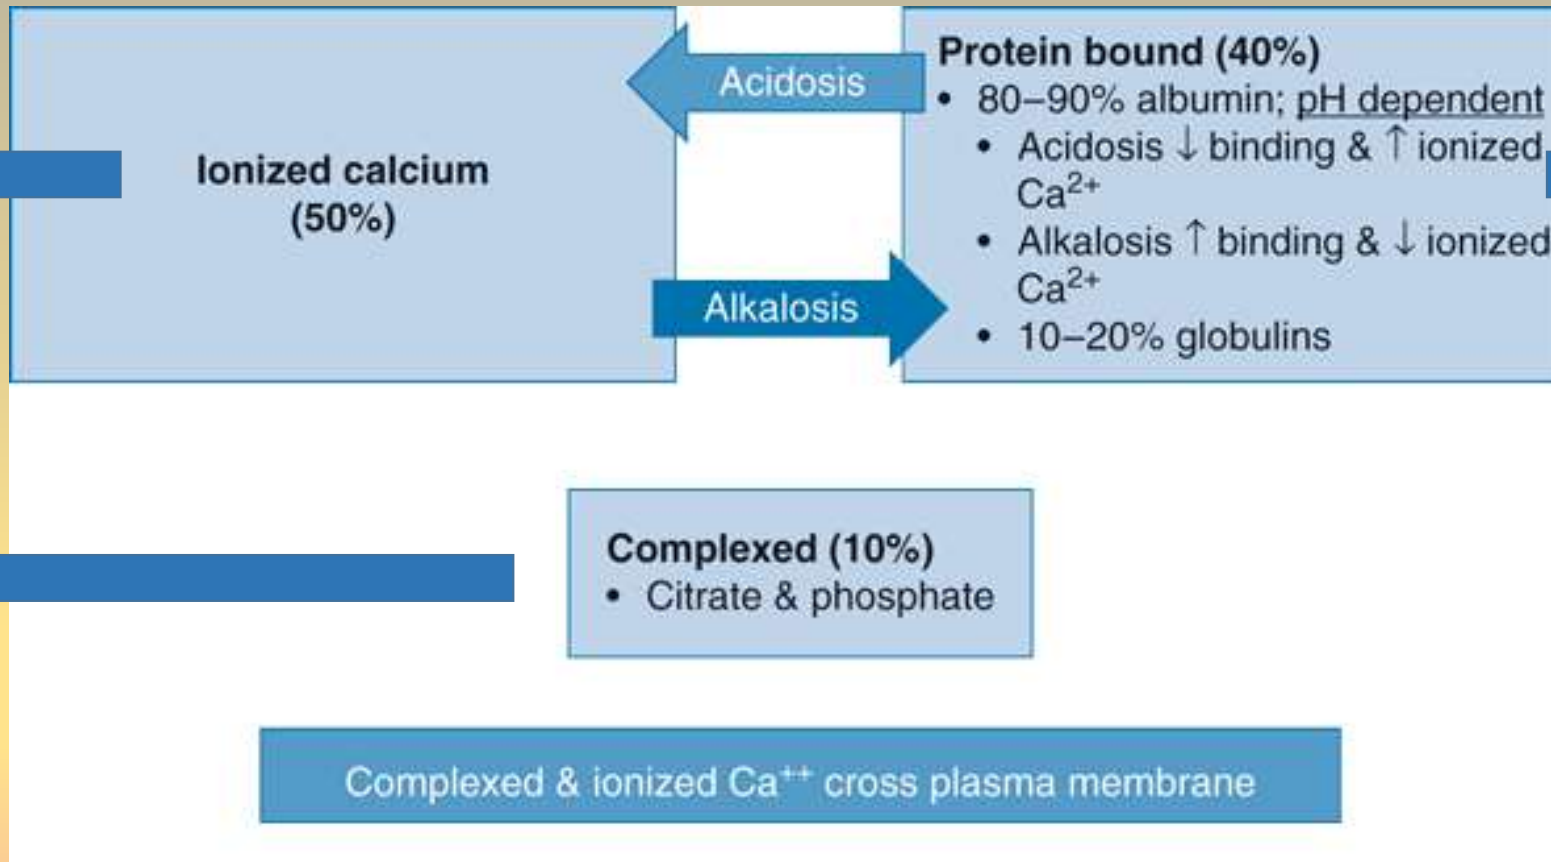 Ionized calcium
(50%)
Acidosis
Alkalosis
Protein bound (40%)
• 80–90% albumin; pH dependent
• Acidosis ↓ binding & ↑ ionized
Ca²⁺
• Alkalosis ↑ binding & ↓ ionized
Ca²⁺
• 10–20% globulins
Complexed (10%)
• Citrate & phosphate
Complexed & ionized Ca⁺⁺ cross plasma membrane